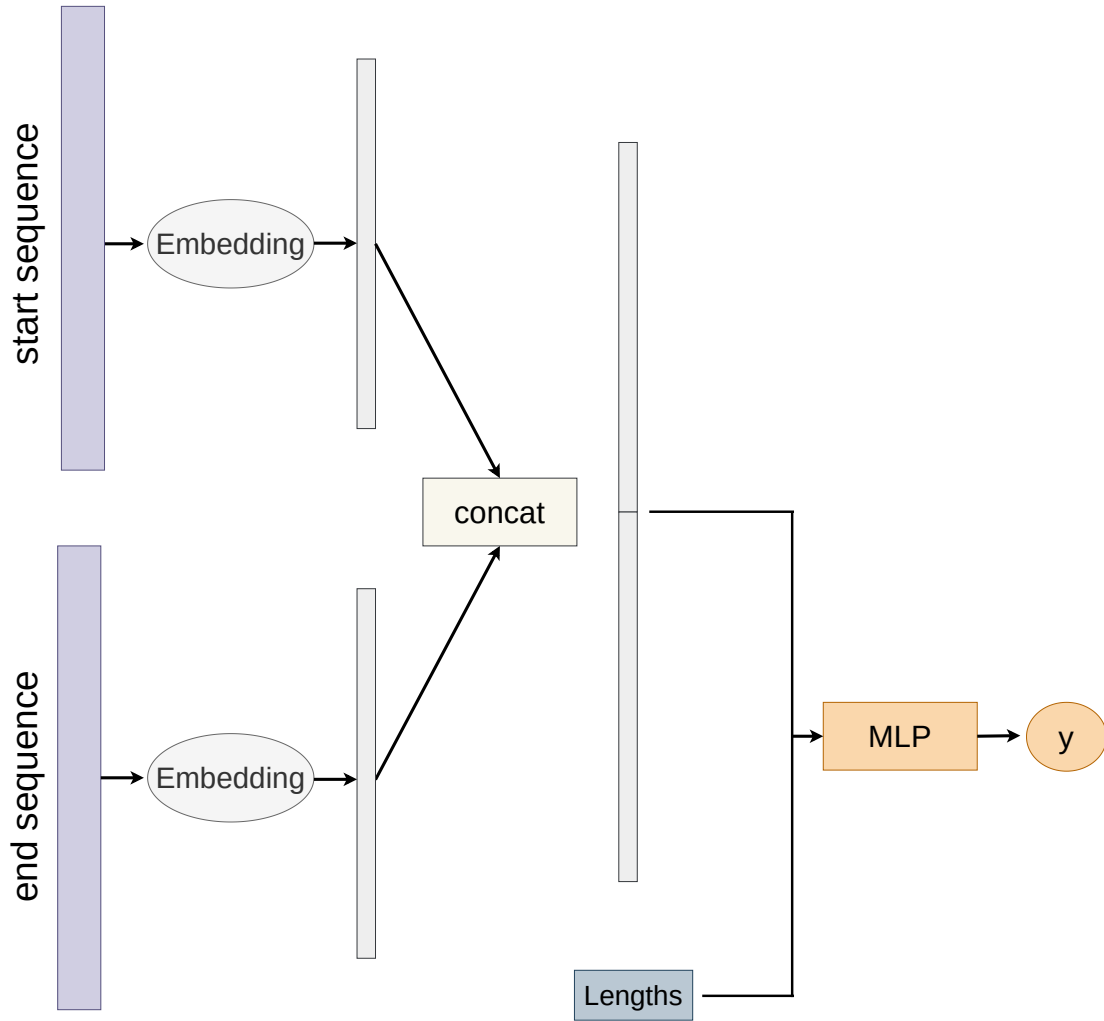 start sequence
Embedding
concat
end sequence
Embedding
MLP
y
Lengths